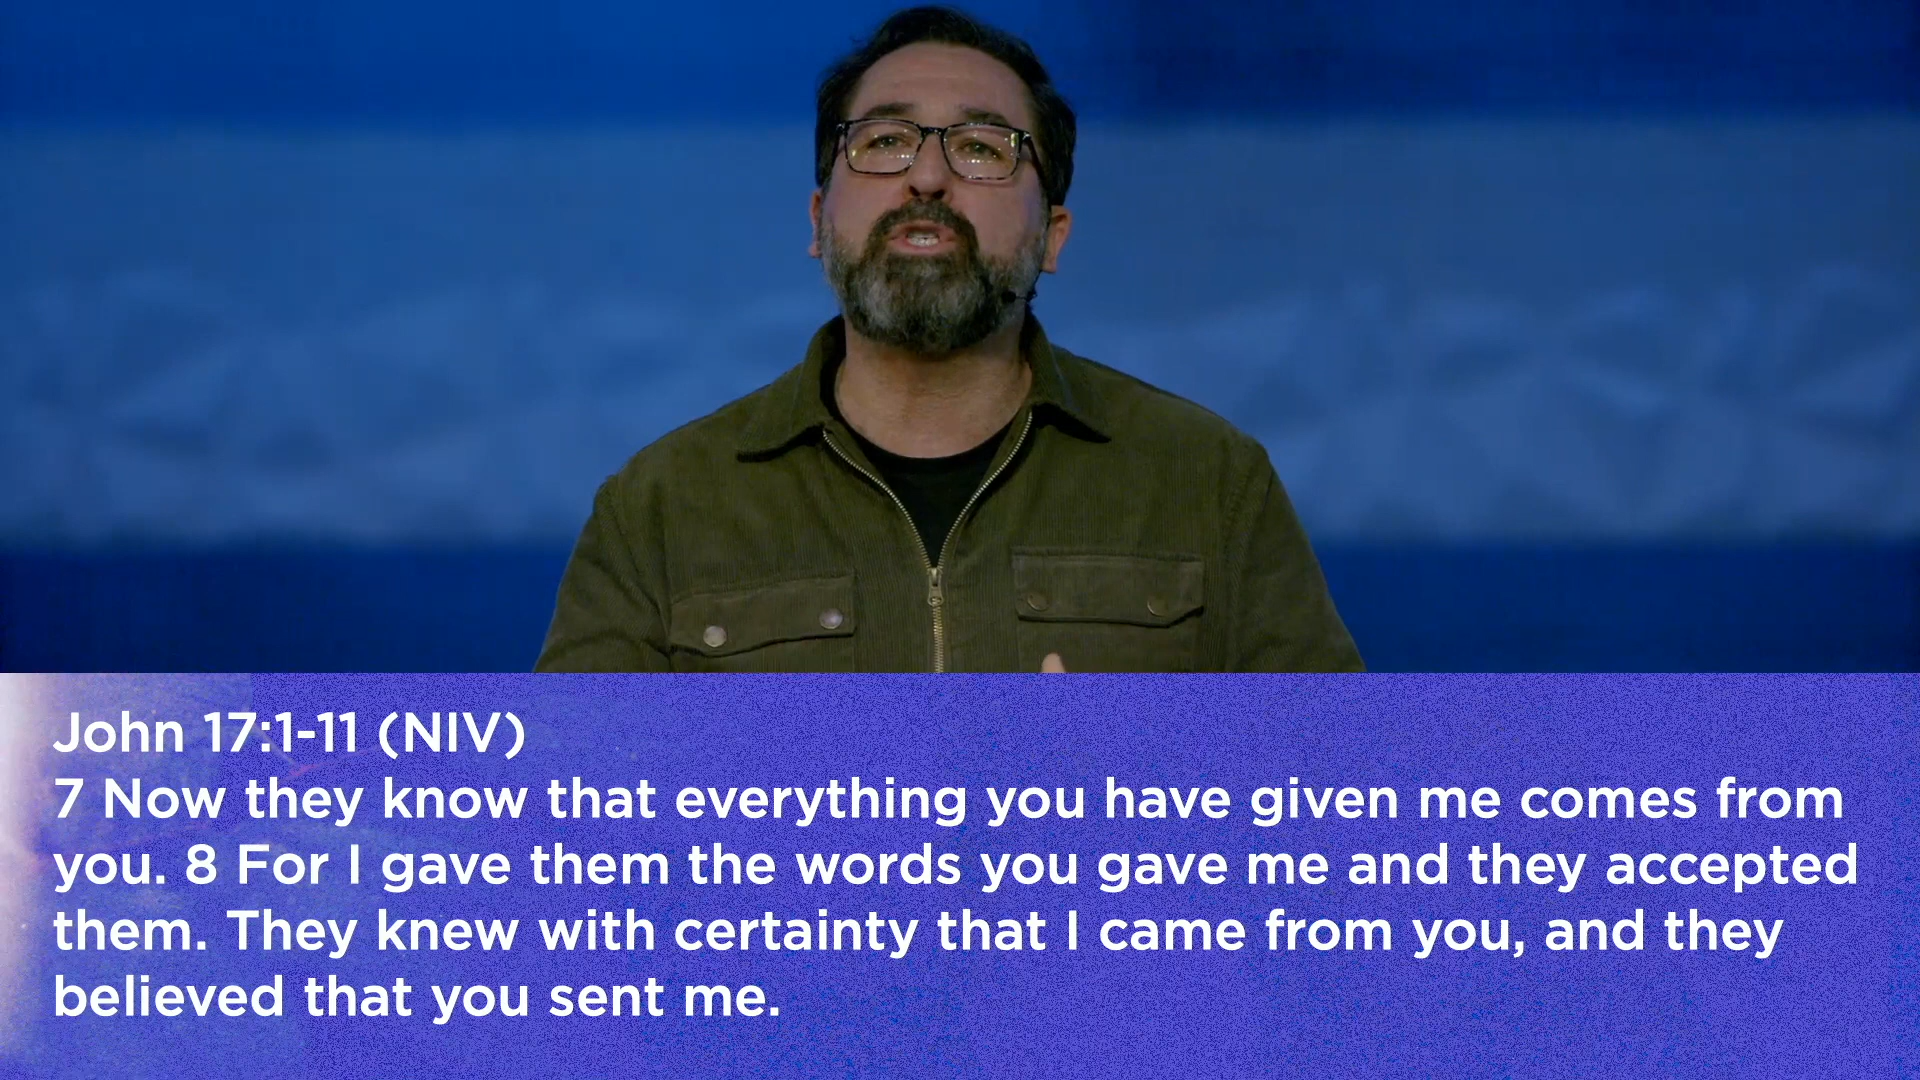 John 17:1-11 (NIV)
7 Now they know that everything you have given me comes from
you. 8 For I gave them the words you gave me and they accepted
them. They knew with certainty that I came from you, and they
believed that you sent me.